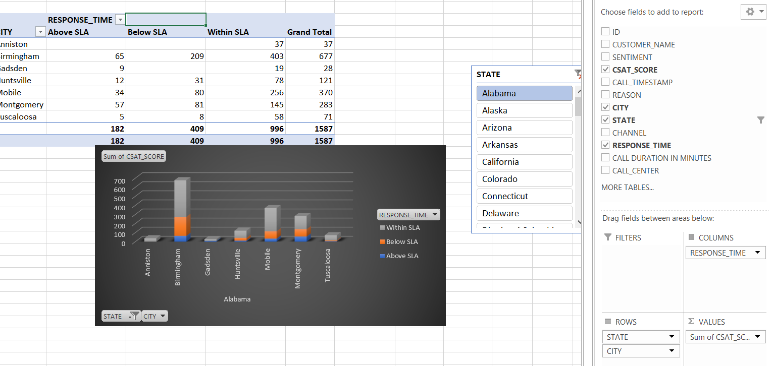 RESPONSE_TIME
ITY Above SLA Below SLA Within SLA Grand Total
nniston 37 37
irmingham 65 209 403 677
adsden 9 19 28
untsville 12 31 78 121
obile 34 80 256 370
ontgomery 57 81 145 283
uscaloosa 5 8 58 71
182 409 996 1587
182 409 996 1587
Sum of CSAT_SCORE
700
600
500
400
300
200
100
0
Anniston
Birmingham
Gadsden
Huntsville
Mobile
Montgomery
Tuscaloosa
Alabama
RESPONSE_TIME
Within SLA
Below SLA
Above SLA
STATE CITY
STATE
Alabama
Alaska
Arizona
Arkansas
California
Colorado
Connecticut
Delaware
Choose fields to add to report:
ID
CUSTOMER_NAME
SENTIMENT
CSAT_SCORE
CALL_TIMESTAMP
REASON
CITY
STATE
CHANNEL
RESPONSE_TIME
CALL DURATION IN MINUTES
CALL_CENTER
MORE TABLES...
Drag fields between areas below:
FILTERS
COLUMNS
RESPONSE_TIME
ROWS
STATE
CITY
Σ VALUES
Sum of CSAT_SC...